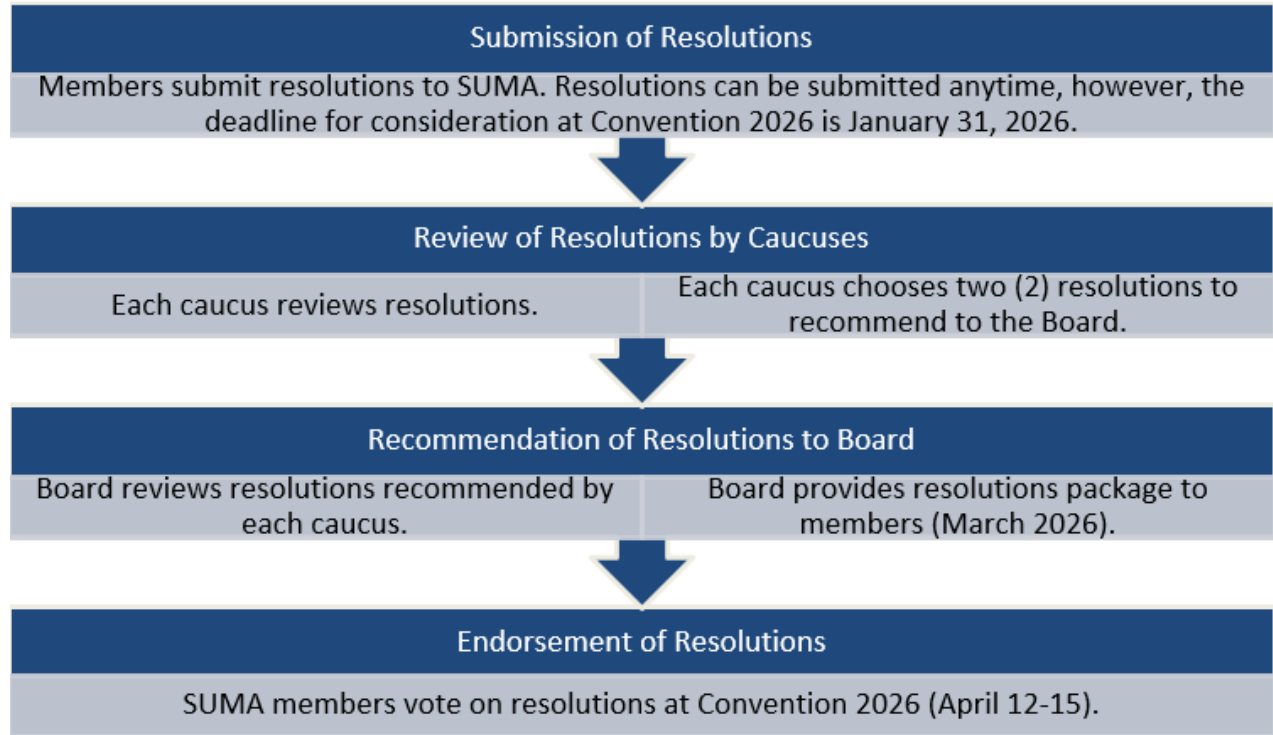 Submission of Resolutions
Members submit resolutions to SUMA. Resolutions can be submitted anytime, however, the
deadline for consideration at Convention 2026 is January 31, 2026.
Review of Resolutions by Caucuses
Each caucus reviews resolutions.
Each caucus chooses two (2) resolutions to
recommend to the Board.
Recommendation of Resolutions to Board
Board reviews resolutions recommended by
each caucus.
Board provides resolutions package to
members (March 2026).
Endorsement of Resolutions
SUMA members vote on resolutions at Convention 2026 (April 12-15).